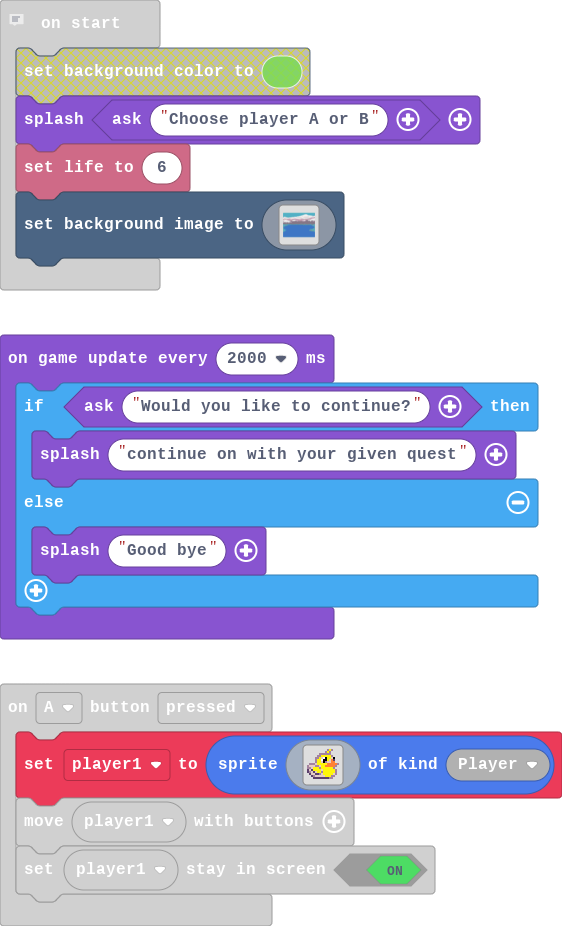 on start
set background color to
splash ask "Choose player A or B"
set life to 6
set background image to
on game update every 2000 ms
if ask "Would you like to continue?" then
splash "continue on with your given quest"
else
splash "Good bye"
on A button pressed
set player1 to sprite of kind Player
move player1 with buttons
set player1 stay in screen ON